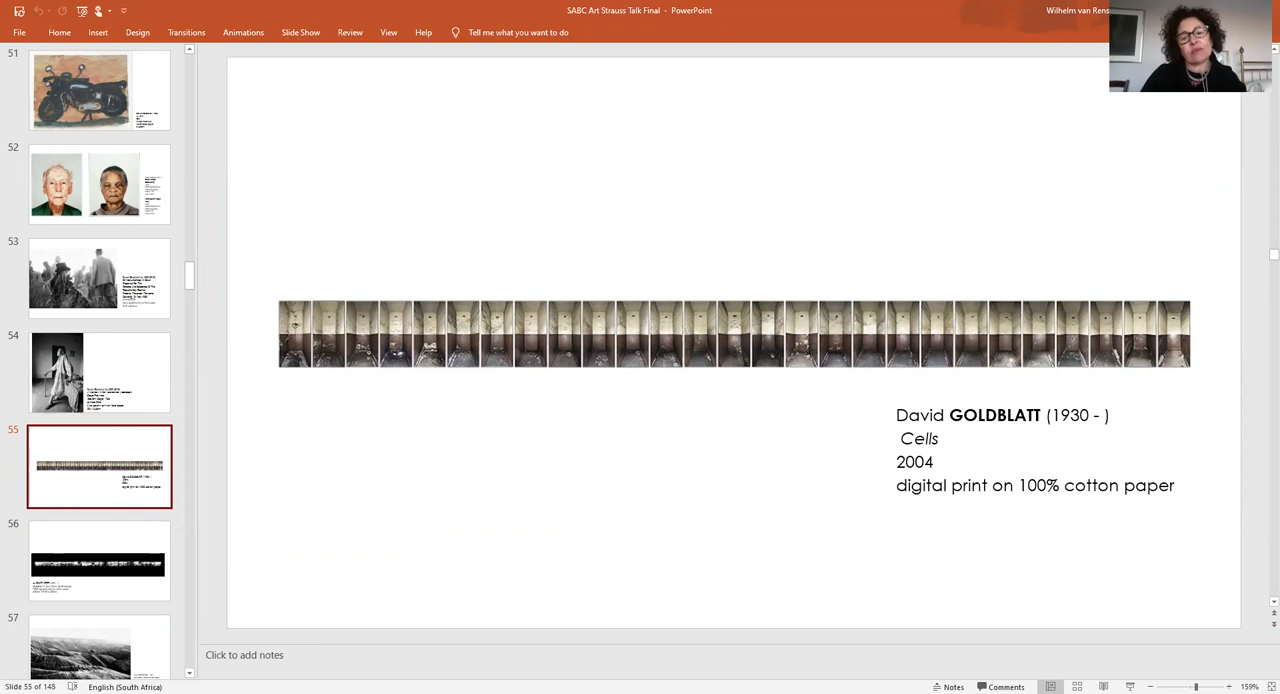 SABC Art Strauss Talk Final - PowerPoint
Wilhelm van Rens
File Home Insert Design Transitions Animations Slide Show Review View Help Tell me what you want to do
51
52
53
54
55
56
57
David GOLDBLATT (1930 - )
Cells
2004
digital print on 100% cotton paper
Click to add notes
Slide 55 of 148 English (South Africa) Notes Comments 159%